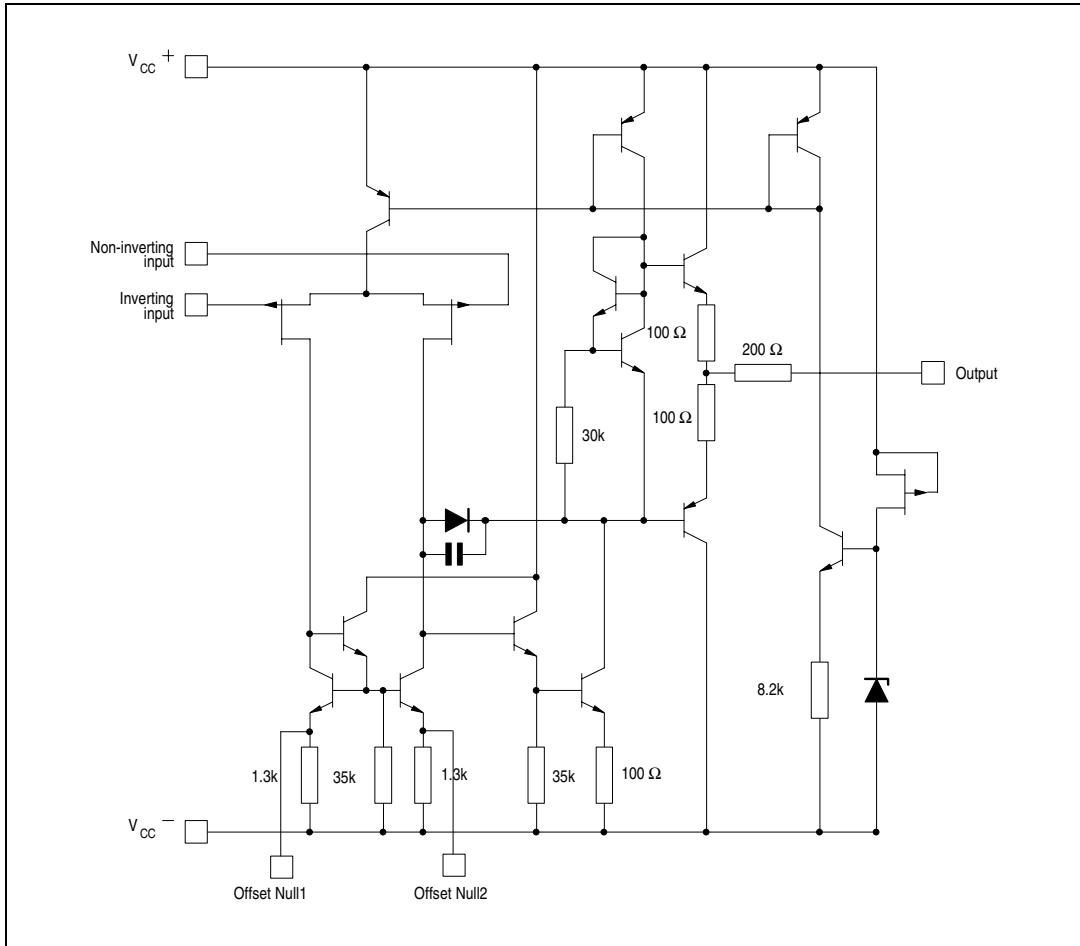 V CC +
Non-inverting
input
Inverting
input
100 Ω
200 Ω
Output
100 Ω
30k
8.2k
1.3k
35k
1.3k
35k
100 Ω
V CC −
Offset Null1
Offset Null2